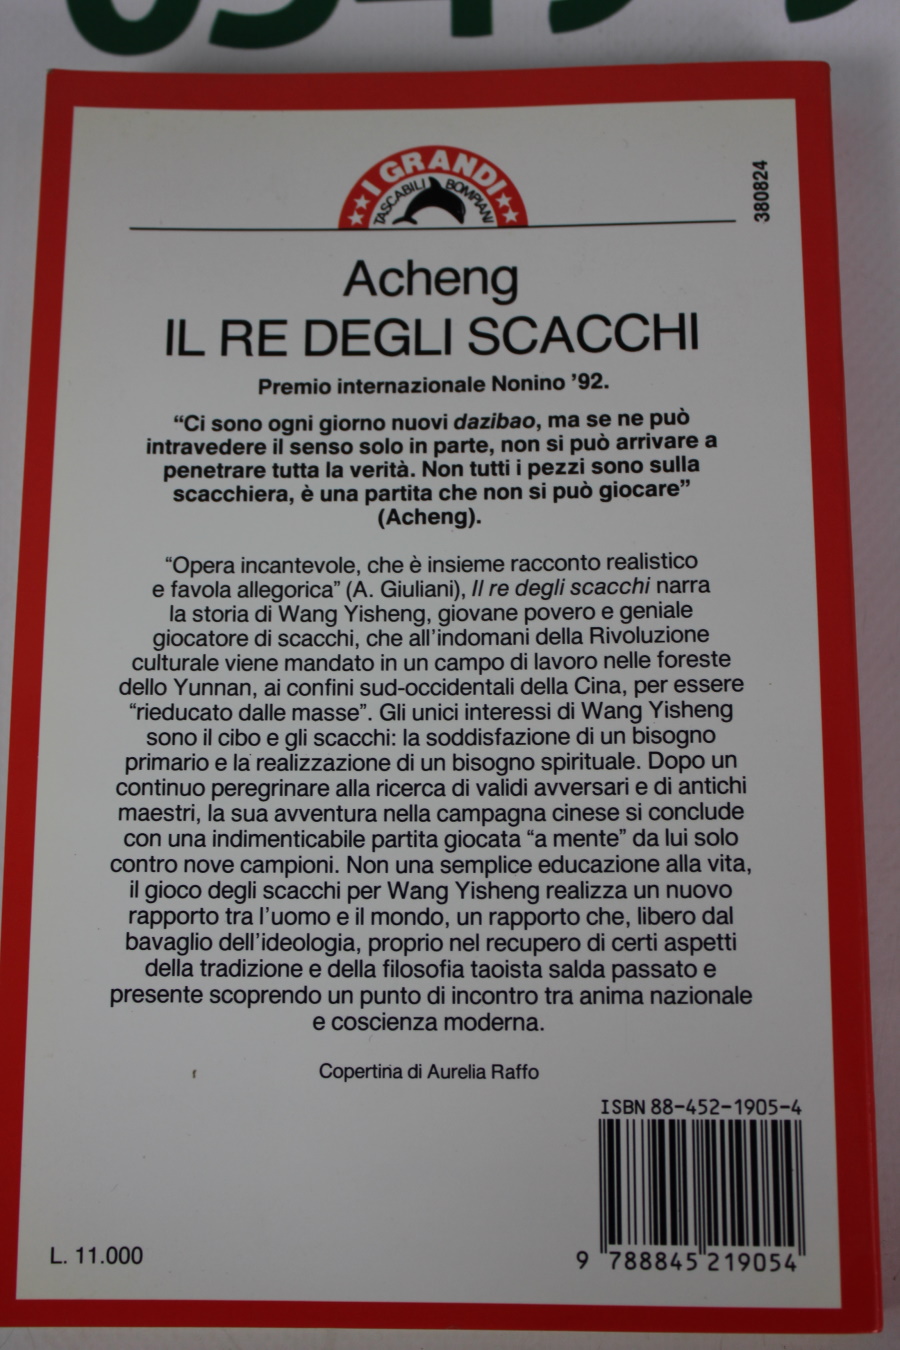 I GRANDI
TASCABILI BOMPIANI
380824
Acheng
IL RE DEGLI SCACCHI
Premio internazionale Nonino ’92.
“Ci sono ogni giorno nuovi dazibao, ma se ne può
intravedere il senso solo in parte, non si può arrivare a
penetrare tutta la verità. Non tutti i pezzi sono sulla
scacchiera, è una partita che non si può giocare”
(Acheng).
“Opera incantevole, che è insieme racconto realistico
e favola allegorica” (A. Giuliani), Il re degli scacchi narra
la storia di Wang Yisheng, giovane povero e geniale
giocatore di scacchi, che all’indomani della Rivoluzione
culturale viene mandato in un campo di lavoro nelle foreste
dello Yunnan, ai confini sud-occidentali della Cina, per essere
“rieducato dalle masse”. Gli unici interessi di Wang Yisheng
sono il cibo e gli scacchi: la soddisfazione di un bisogno
primario e la realizzazione di un bisogno spirituale. Dopo un
continuo peregrinare alla ricerca di validi avversari e di antichi
maestri, la sua avventura nella campagna cinese si conclude
con una indimenticabile partita giocata “a mente” da lui solo
contro nove campioni. Non una semplice educazione alla vita,
il gioco degli scacchi per Wang Yisheng realizza un nuovo
rapporto tra l’uomo e il mondo, un rapporto che, libero dal
bavaglio dell’ideologia, proprio nel recupero di certi aspetti
della tradizione e della filosofia taoista salda passato e
presente scoprendo un punto di incontro tra anima nazionale
e coscienza moderna.
Copertina di Aurelia Raffo
ISBN 88-452-1905-4
L. 11.000
9 788845 219054